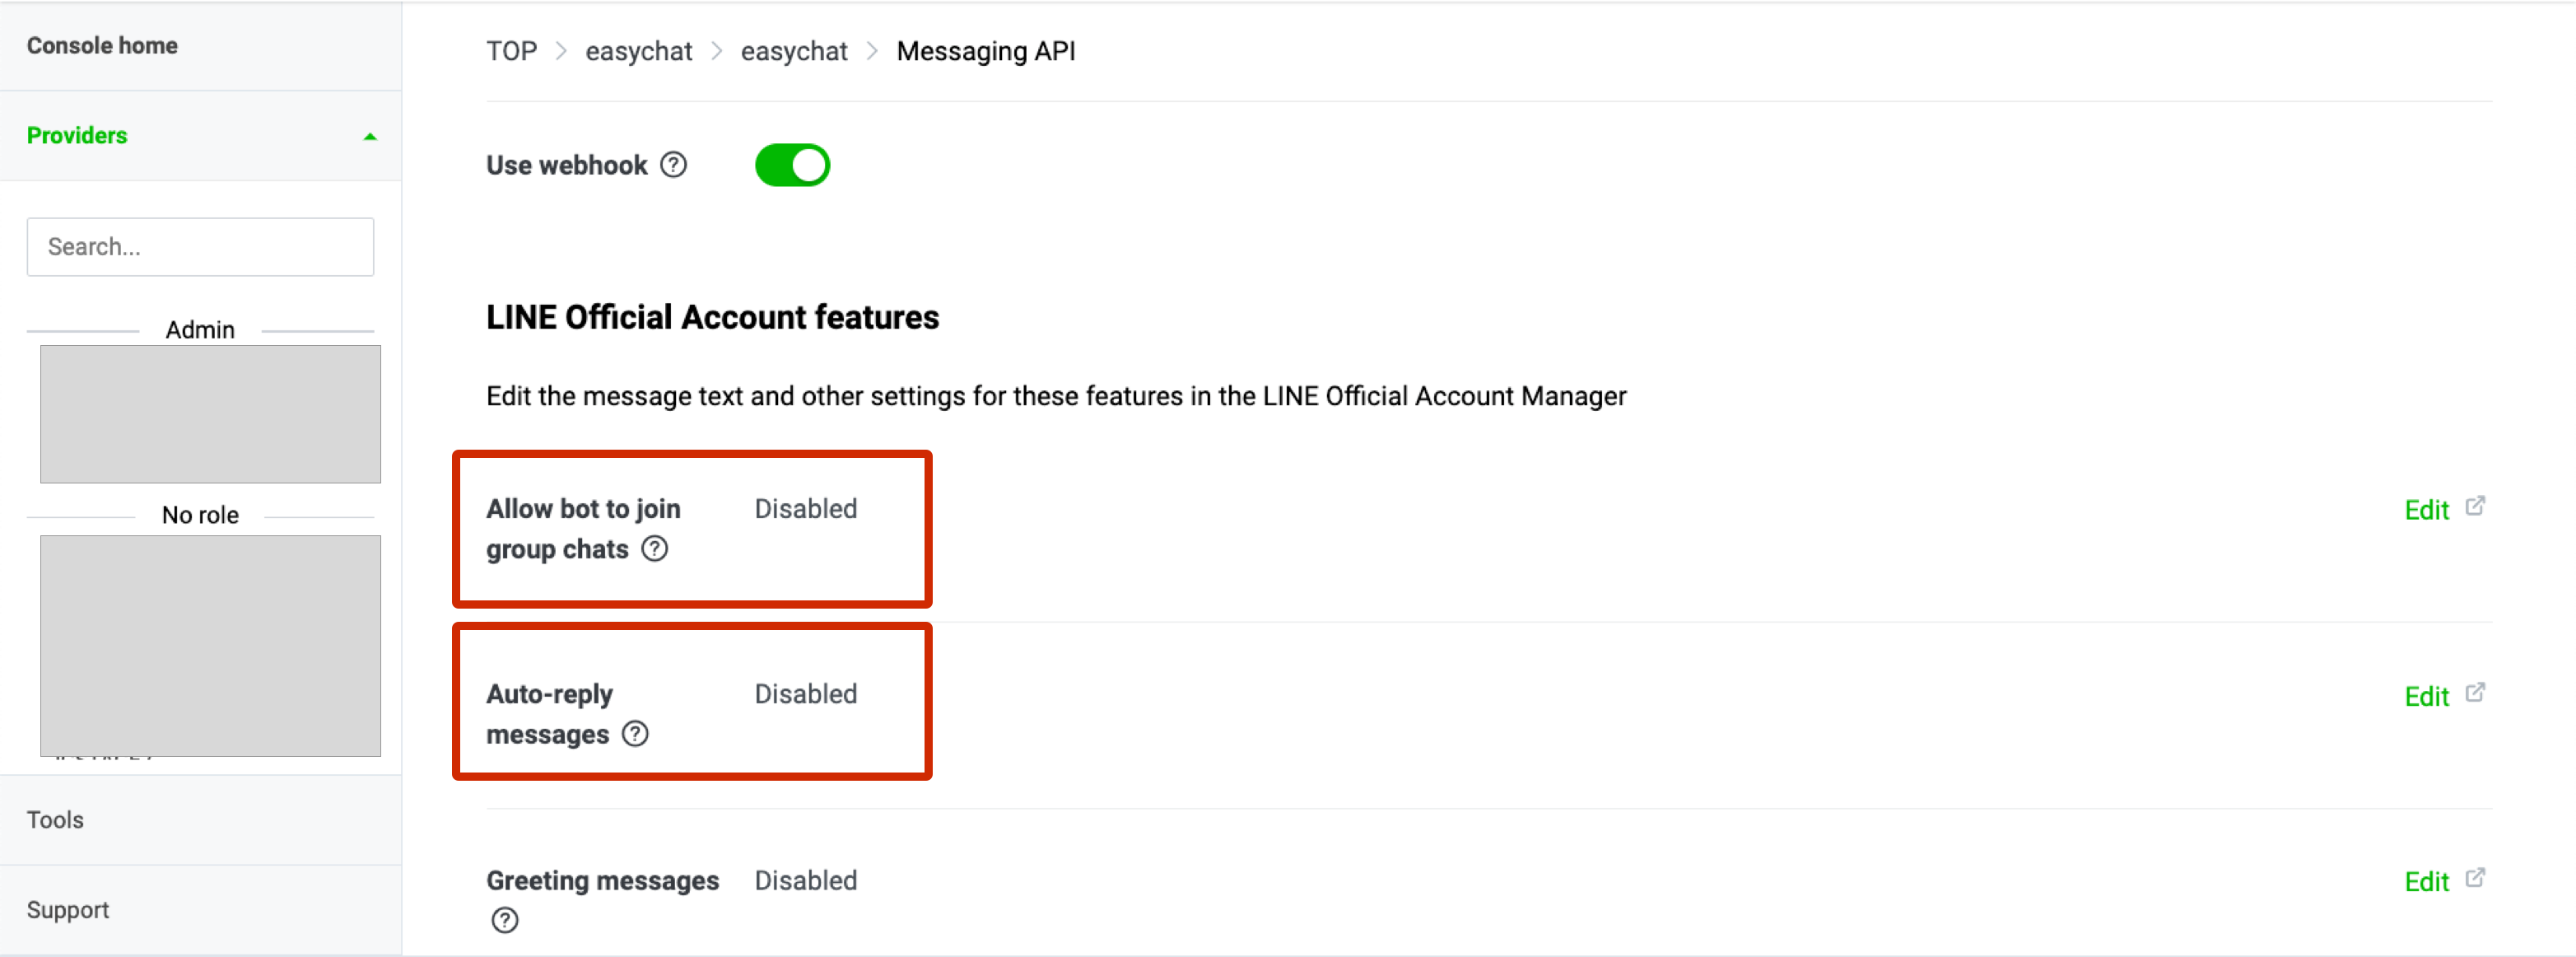 Console home
Providers
Search...
Admin
No role
Tools
Support
TOP > easychat > easychat > Messaging API
Use webhook ?
LINE Official Account features
Edit the message text and other settings for these features in the LINE Official Account Manager
Allow bot to join Disabled Edit
group chats ?
Auto-reply Disabled Edit
messages ?
Greeting messages Disabled Edit
?